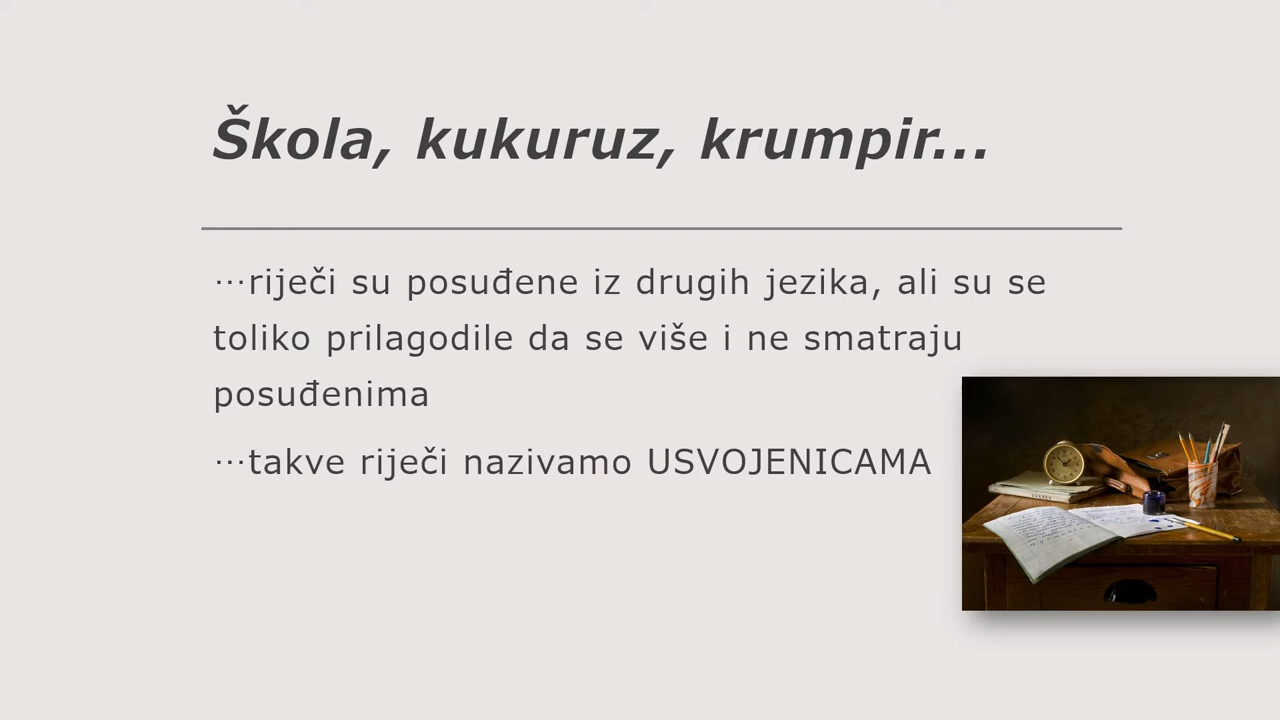 Škola, kukuruz, krumpir...
…riječi su posuđene iz drugih jezika, ali su se
toliko prilagodile da se više i ne smatraju
posuđenima
…takve riječi nazivamo USVOJENICAMA